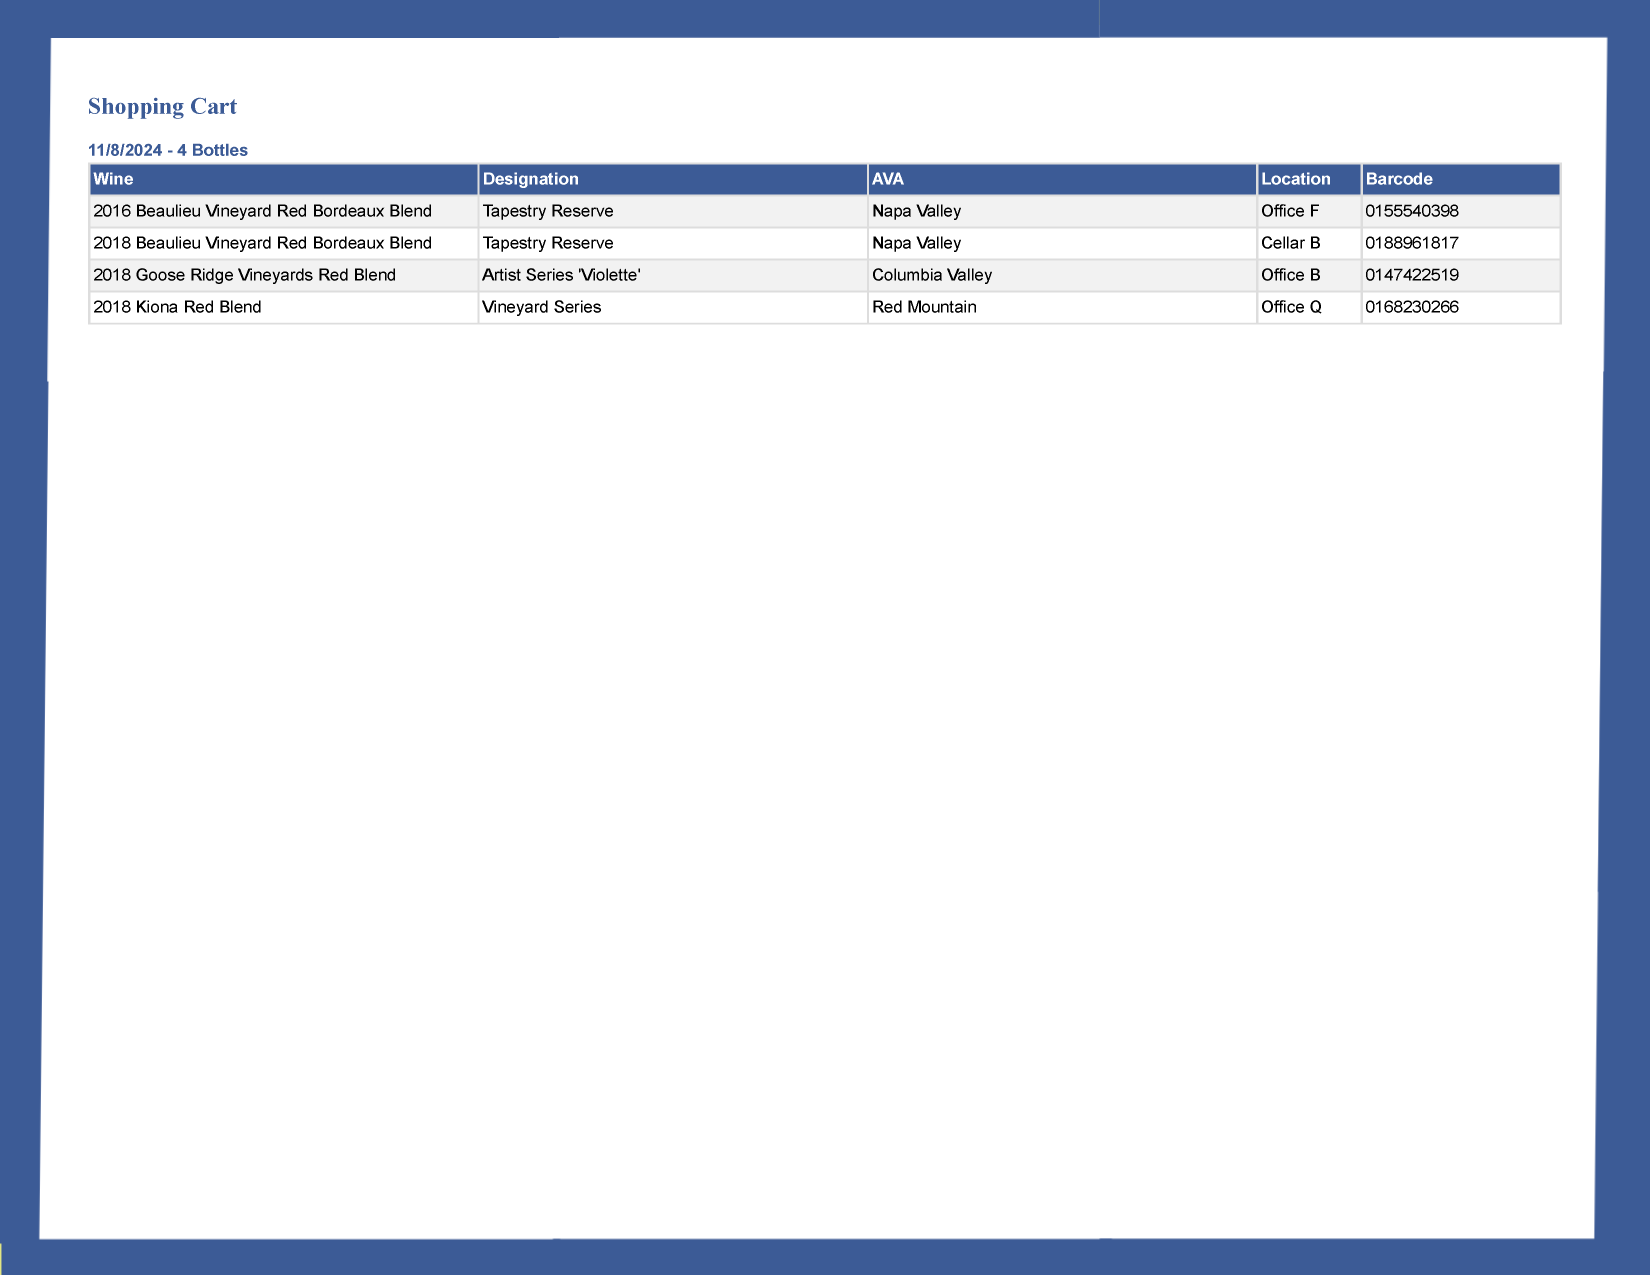 Shopping Cart
11/8/2024 - 4 Bottles
Wine Designation AVA Location Barcode
2016 Beaulieu Vineyard Red Bordeaux Blend Tapestry Reserve Napa Valley Office F 0155540398
2018 Beaulieu Vineyard Red Bordeaux Blend Tapestry Reserve Napa Valley Cellar B 0188961817
2018 Goose Ridge Vineyards Red Blend Artist Series 'Violette' Columbia Valley Office B 0147422519
2018 Kiona Red Blend Vineyard Series Red Mountain Office Q 0168230266